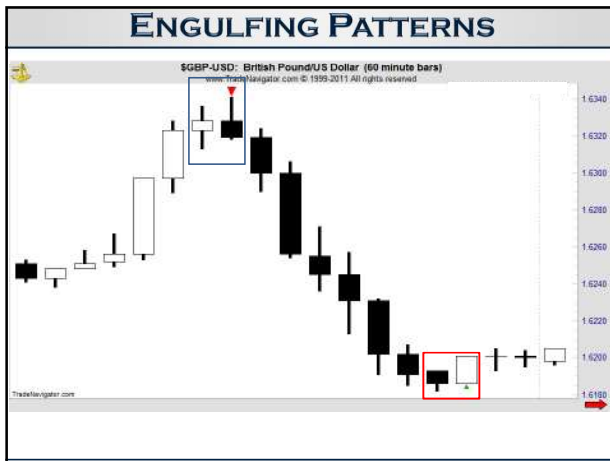 ENGULFING PATTERNS
$GBP-USD: British Pound/US Dollar (60 minute bars)
www.TradeNavigator.com © 1999-2011 All rights reserved
1.6340
1.6320
1.6300
1.6280
1.6260
1.6240
1.6220
1.6200
1.6180
TradeNavigator.com